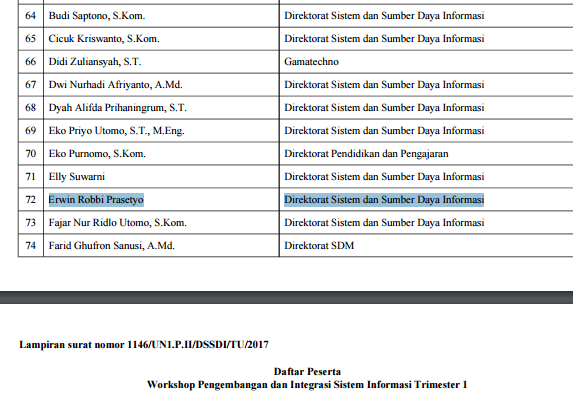 64 Budi Saptono, S.Kom. Direktorat Sistem dan Sumber Daya Informasi
65 Cicuk Kriswanto, S.Kom. Direktorat Sistem dan Sumber Daya Informasi
66 Didi Zuliansyah, S.T. Gamatechno
67 Dwi Nurhadi Afriyanto, A.Md. Direktorat Sistem dan Sumber Daya Informasi
68 Dyah Alifda Prihaningrum, S.T. Direktorat Sistem dan Sumber Daya Informasi
69 Eko Priyo Utomo, S.T., M.Eng. Direktorat Sistem dan Sumber Daya Informasi
70 Eko Purnomo, S.Kom. Direktorat Pendidikan dan Pengajaran
71 Elly Suwarni Direktorat Sistem dan Sumber Daya Informasi
72 Erwin Robbi Prasetyo Direktorat Sistem dan Sumber Daya Informasi
73 Fajar Nur Ridlo Utomo, S.Kom. Direktorat Sistem dan Sumber Daya Informasi
74 Farid Ghufron Sanusi, A.Md. Direktorat SDM
Lampiran surat nomor 1146/UN1.P.II/DSSDI/TU/2017
Daftar Peserta
Workshop Pengembangan dan Integrasi Sistem Informasi Trimester 1